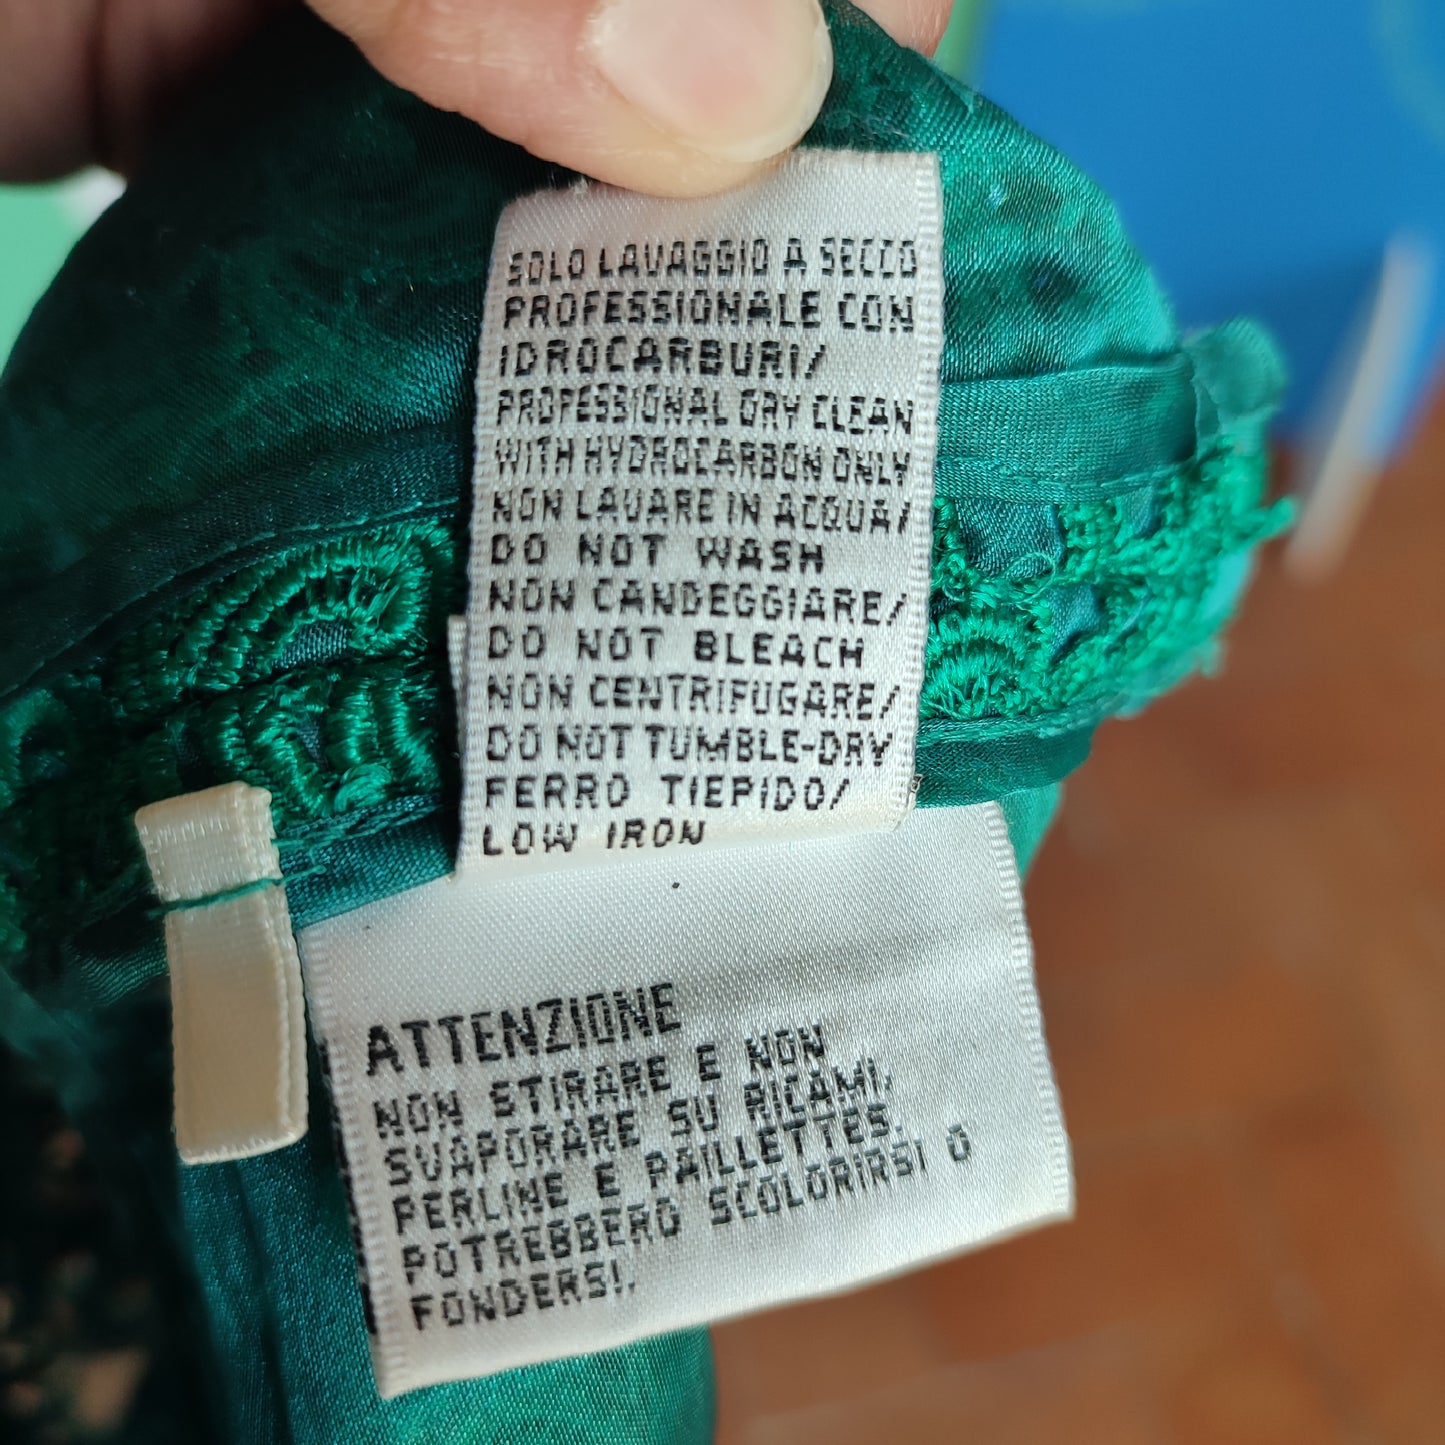 SOLO LAVAGGIO A SECCO
PROFESSIONALE CON
IDROCARBURI/
PROFESSIONAL DRY CLEAN
WITH HYDROCARBON ONLY
NON LAVARE IN ACQUA/
DO NOT WASH
NON CANDEGGIARE/
DO NOT BLEACH
NON CENTRIFUGARE/
DO NOT TUMBLE-DRY
FERRO TIEPIDO/
LOW IRON
ATTENZIONE
NON STIRARE E NON
SVAPORARE SU RICAMI,
PERLINE E PAILLETTES.
POTREBBERO SCOLORIRSI O
FONDERSI.